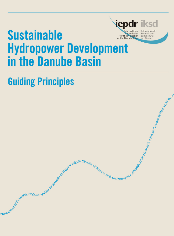 icpdr iksd
Sustainable
Hydropower Development
in the Danube Basin
Guiding Principles